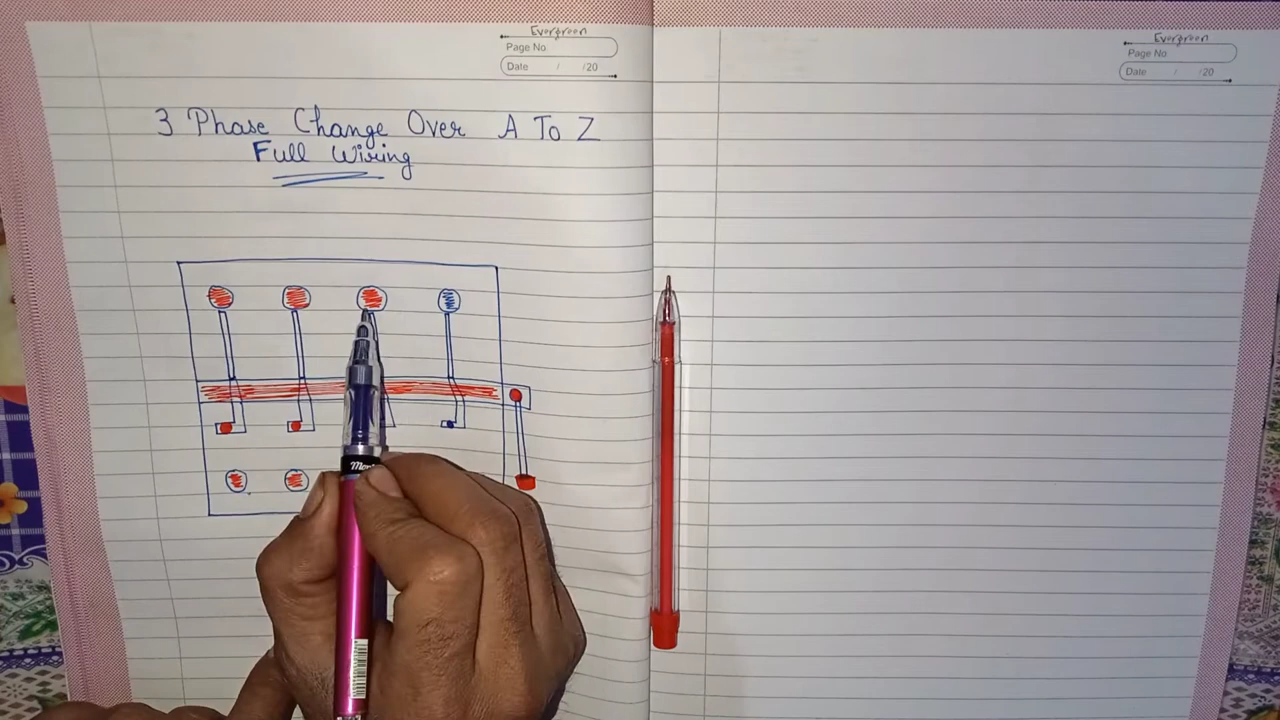 Evergreen
Page No.
Date / /20
Evergreen
Page No
Date / /20
3 Phase Change Over A To Z
Full Wiring